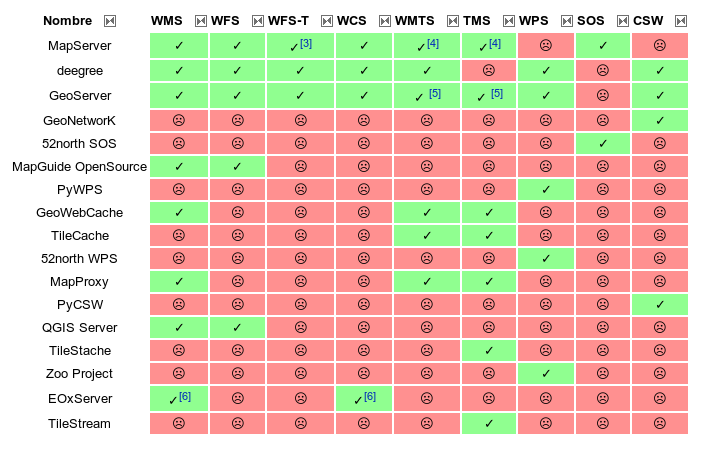 Nombre WMS WFS WFS-T WCS WMTS TMS WPS SOS CSW
MapServer ✓ ✓ ✓[3] ✓ ✓[4] ✓[4] ☹ ✓ ☹
deegree ✓ ✓ ✓ ✓ ✓ ☹ ✓ ☹ ✓
GeoServer ✓ ✓ ✓ ✓ ✓ [5] ✓ [5] ✓ ☹ ✓
GeoNetworK ☹ ☹ ☹ ☹ ☹ ☹ ☹ ☹ ✓
52north SOS ☹ ☹ ☹ ☹ ☹ ☹ ☹ ✓ ☹
MapGuide OpenSource ✓ ✓ ☹ ☹ ☹ ☹ ☹ ☹ ☹
PyWPS ☹ ☹ ☹ ☹ ☹ ☹ ✓ ☹ ☹
GeoWebCache ✓ ☹ ☹ ☹ ✓ ✓ ☹ ☹ ☹
TileCache ☹ ☹ ☹ ☹ ✓ ✓ ☹ ☹ ☹
52north WPS ☹ ☹ ☹ ☹ ☹ ☹ ✓ ☹ ☹
MapProxy ✓ ☹ ☹ ☹ ✓ ✓ ☹ ☹ ☹
PyCSW ☹ ☹ ☹ ☹ ☹ ☹ ☹ ☹ ✓
QGIS Server ✓ ✓ ☹ ☹ ☹ ☹ ☹ ☹ ☹
TileStache ☹ ☹ ☹ ☹ ☹ ✓ ☹ ☹ ☹
Zoo Project ☹ ☹ ☹ ☹ ☹ ☹ ✓ ☹ ☹
EOxServer ✓[6] ☹ ☹ ✓[6] ☹ ☹ ☹ ☹ ☹
TileStream ☹ ☹ ☹ ☹ ☹ ✓ ☹ ☹ ☹